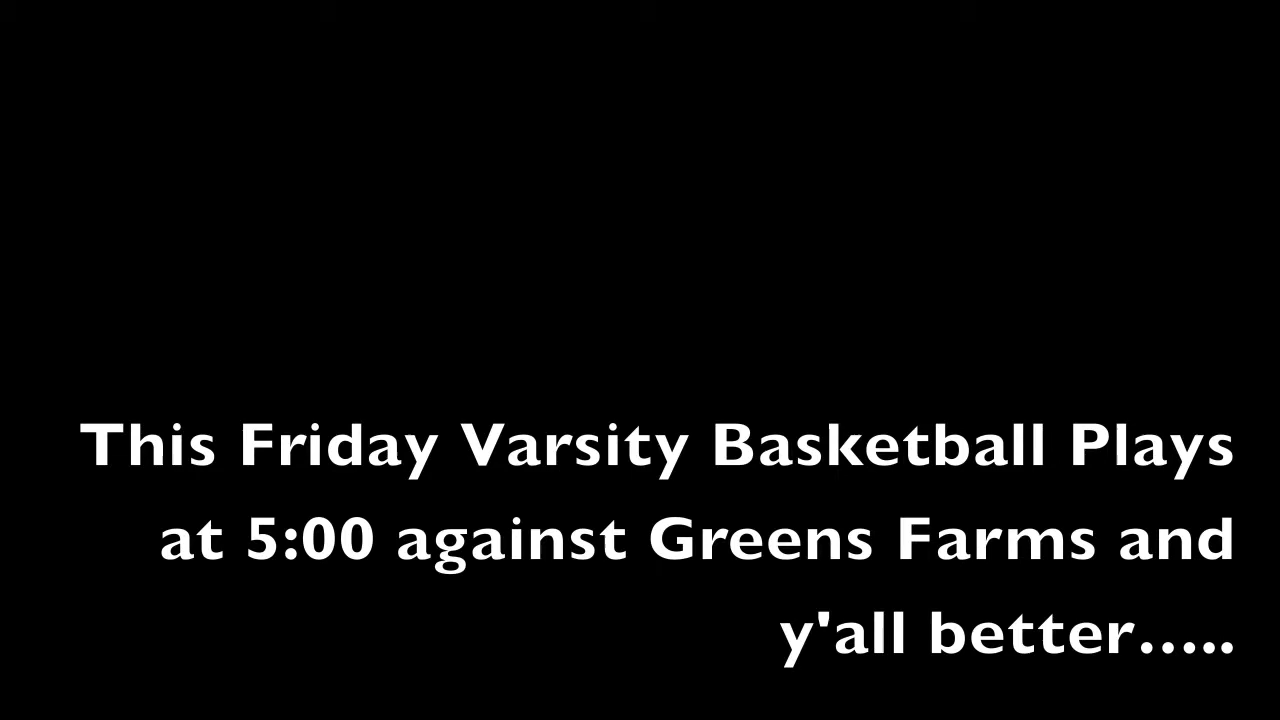 This Friday Varsity Basketball Plays
at 5:00 against Greens Farms and
y'all better.....